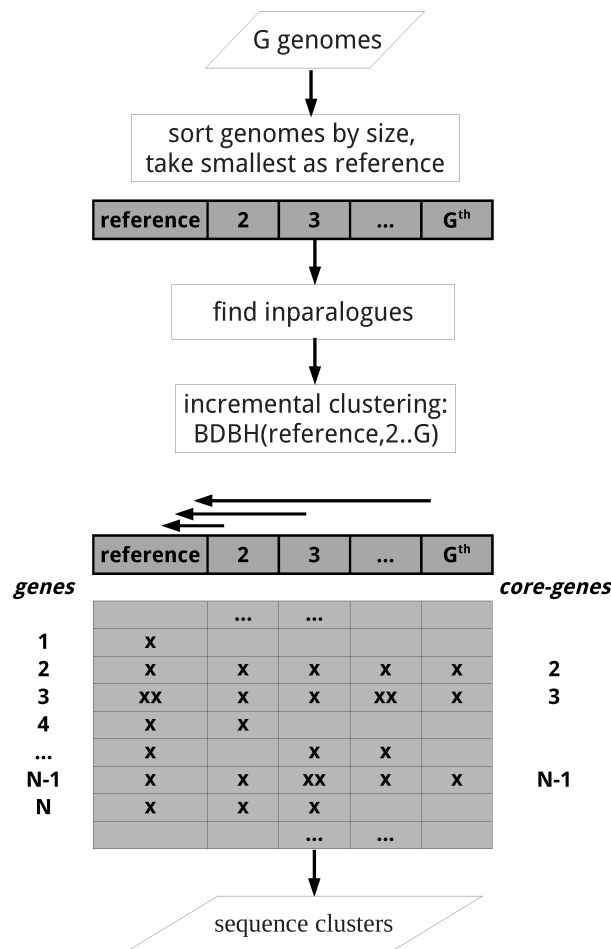 G genomes
sort genomes by size,
take smallest as reference
reference 2 3 ... Gth
find inparalogues
incremental clustering:
BDBH(reference,2..G)
reference 2 3 ... Gth
genes core-genes
... ...
1 x
2 x x x x x 2
3 xx x x xx x 3
4 x x
... x x x
N-1 x x xx x x N-1
N x x x
... ...
sequence clusters